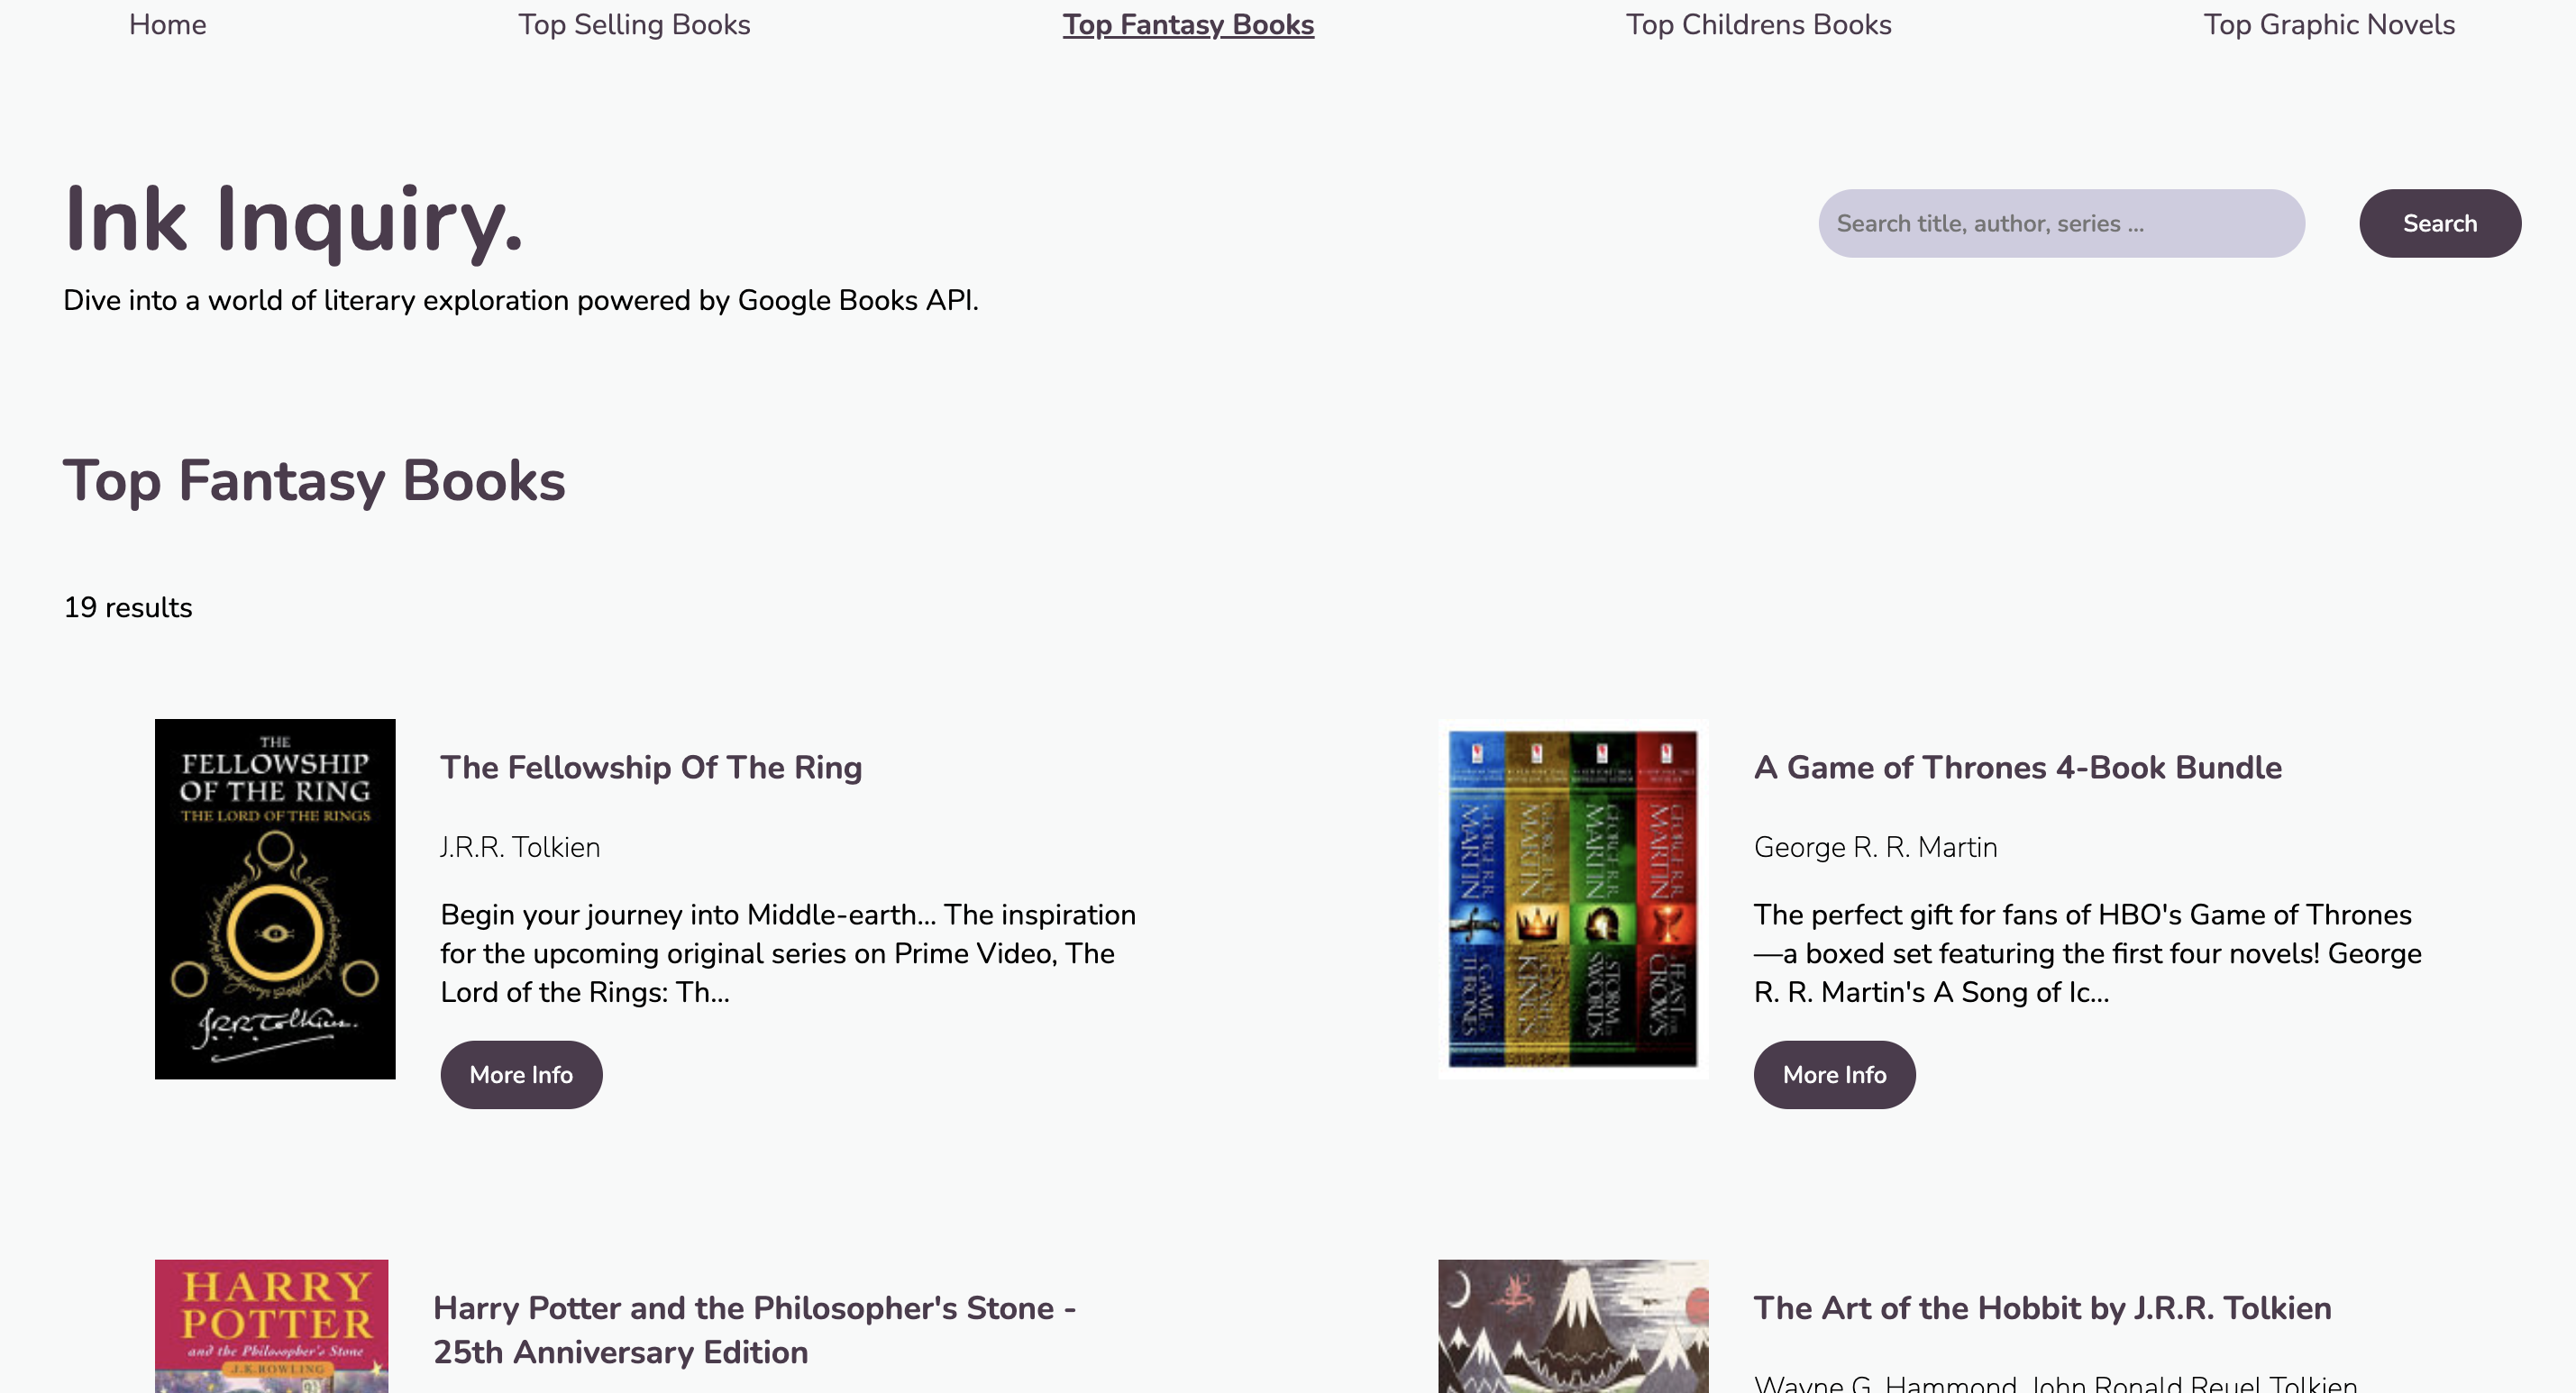 Home
Top Selling Books
Top Fantasy Books
Top Childrens Books
Top Graphic Novels
Ink Inquiry.
Search title, author, series ...
Search
Dive into a world of literary exploration powered by Google Books API.
Top Fantasy Books
19 results
THE
FELLOWSHIP
OF THE RING
THE LORD OF THE RINGS
J.R.R. Tolkien
The Fellowship Of The Ring
J.R.R. Tolkien
Begin your journey into Middle-earth... The inspiration
for the upcoming original series on Prime Video, The
Lord of the Rings: Th...
More Info
GEORGE R.R.
MARTIN
A GAME OF
THRONES
GEORGE R.R.
MARTIN
A CLASH OF
KINGS
GEORGE R.R.
MARTIN
A STORM OF
SWORDS
GEORGE R.R.
MARTIN
A FEAST FOR
CROWS
A Game of Thrones 4-Book Bundle
George R. R. Martin
The perfect gift for fans of HBO's Game of Thrones
—a boxed set featuring the first four novels! George
R. R. Martin's A Song of Ic...
More Info
HARRY
POTTER
and the Philosopher's Stone
J.K.ROWLING
Harry Potter and the Philosopher's Stone -
25th Anniversary Edition
The Art of the Hobbit by J.R.R. Tolkien
Wayne G. Hammond, John Ronald Reuel Tolkien